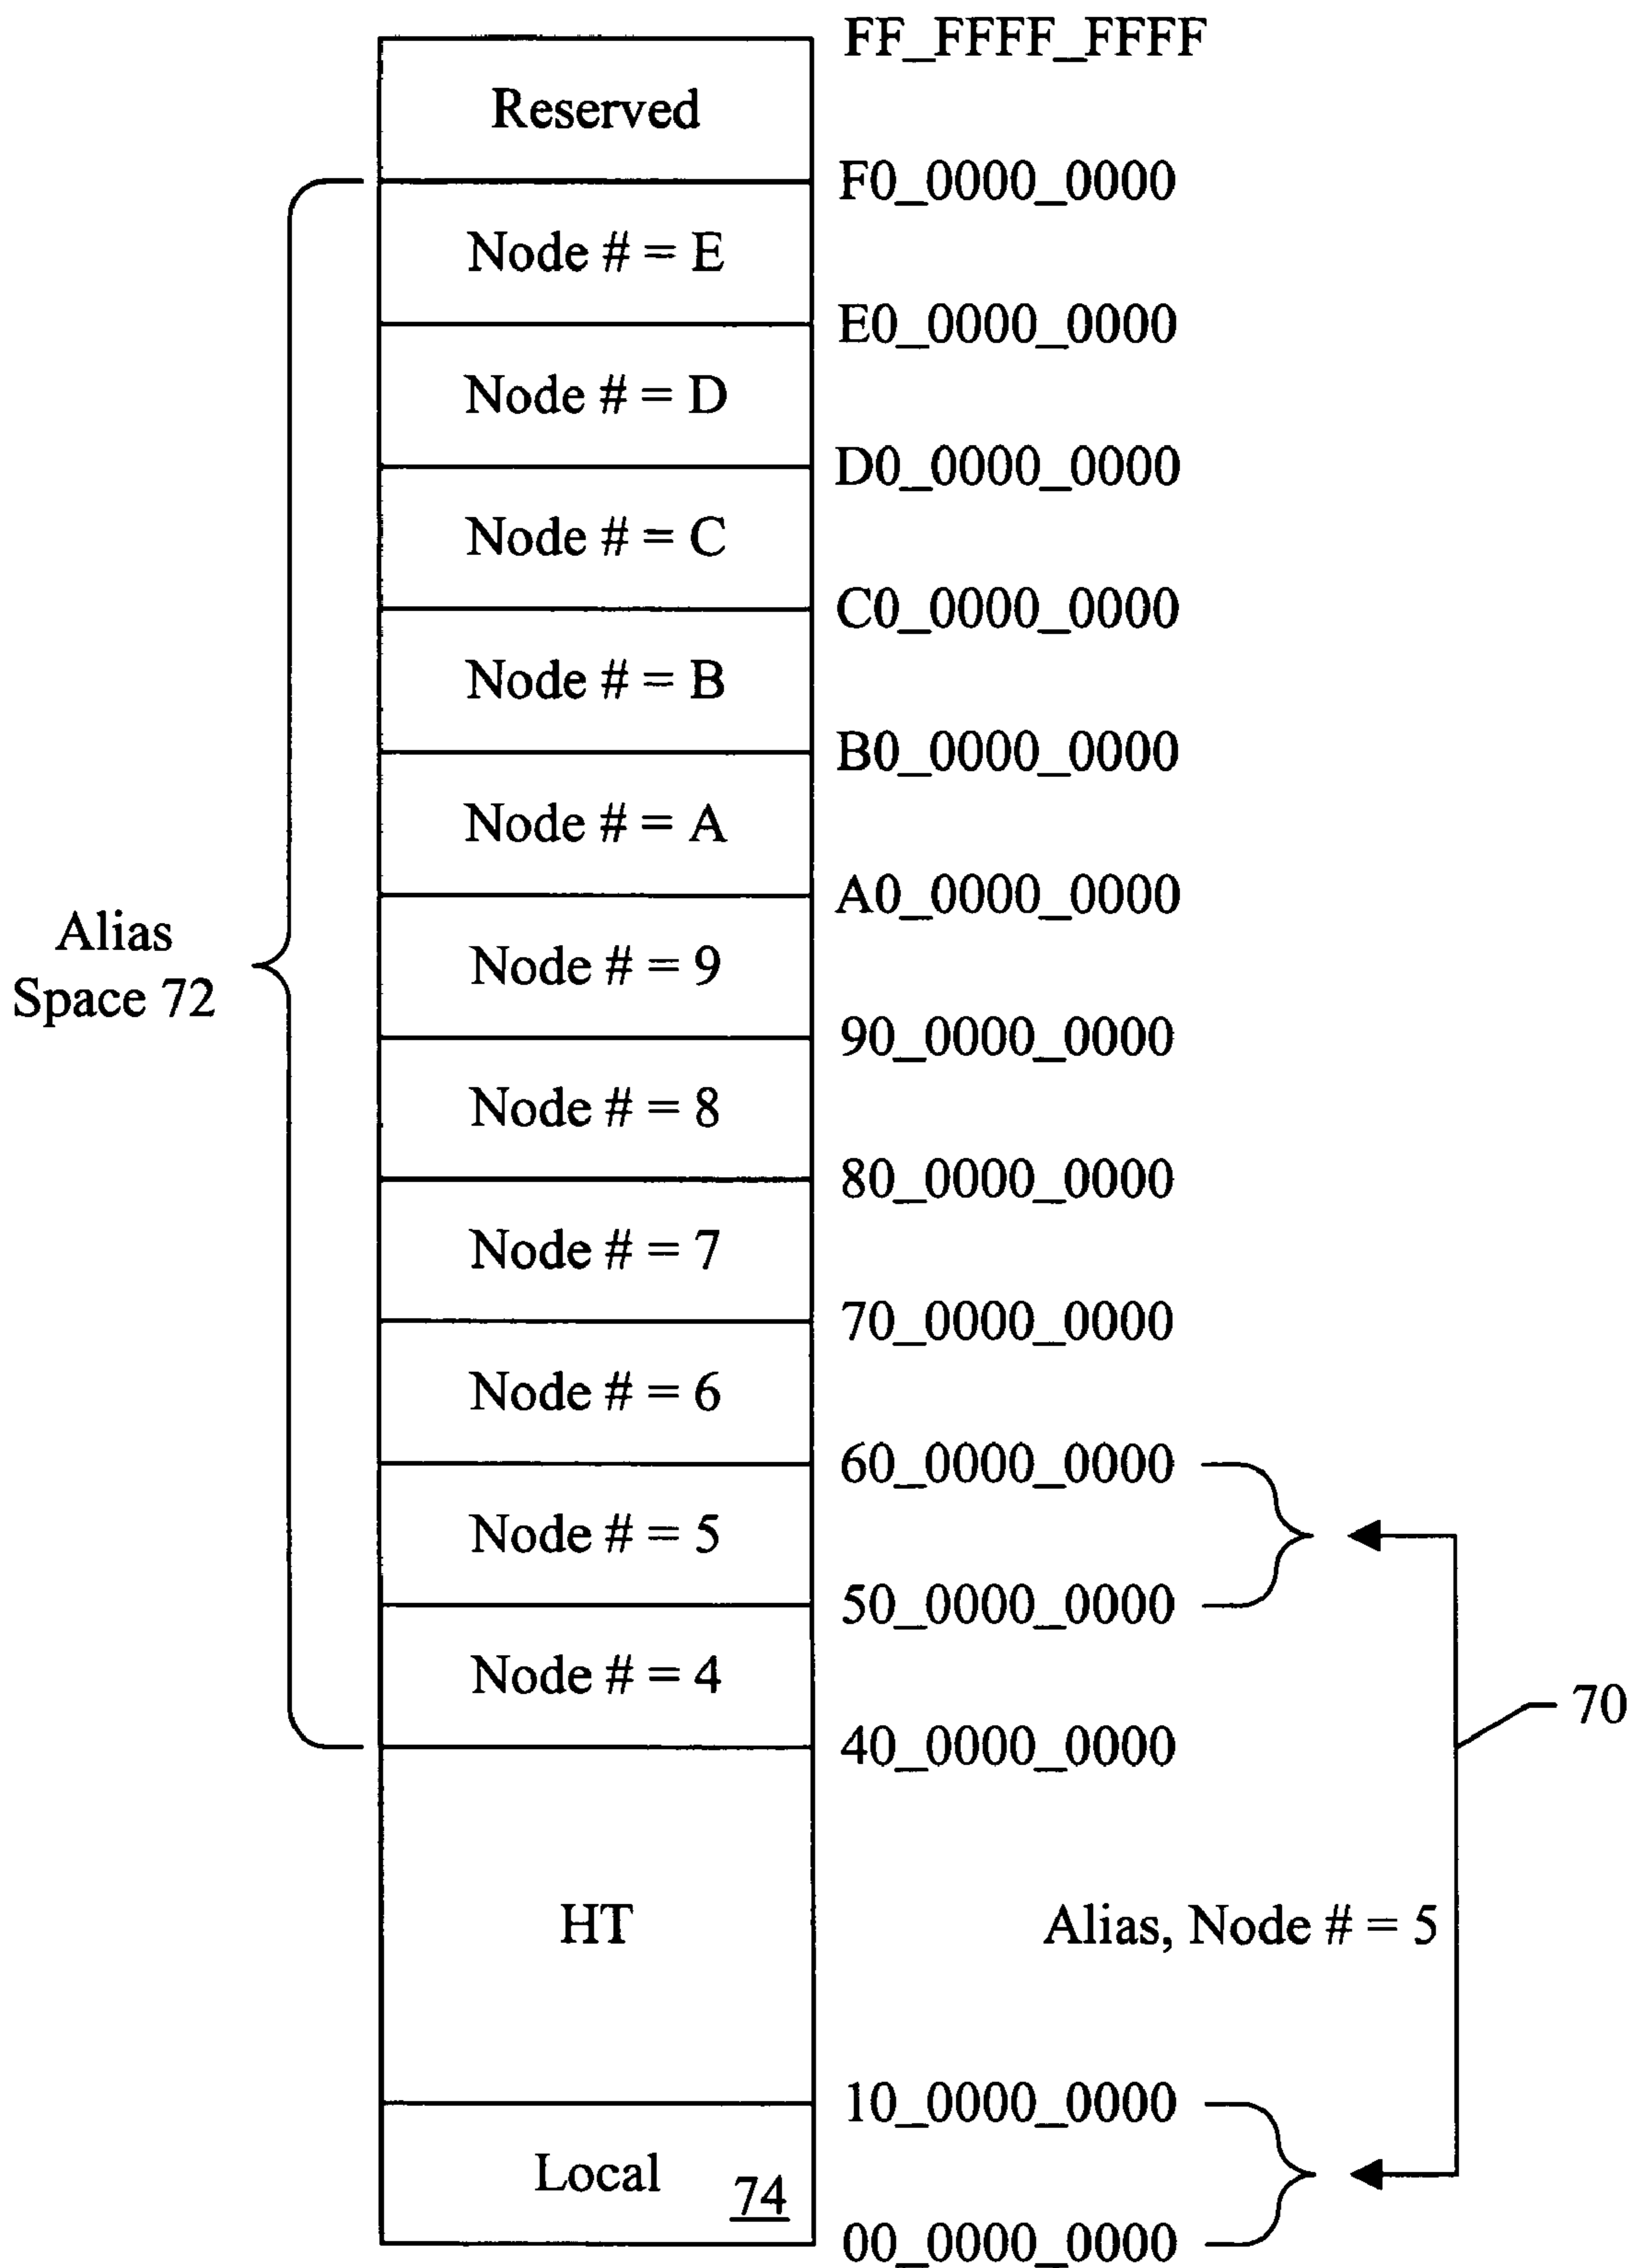 FF_FFFF_FFFF
Reserved
F0_0000_0000
Node # = E
E0_0000_0000
Node # = D
D0_0000_0000
Node # = C
C0_0000_0000
Node # = B
B0_0000_0000
Node # = A
A0_0000_0000
Alias
Space 72
Node # = 9
90_0000_0000
Node # = 8
80_0000_0000
Node # = 7
70_0000_0000
Node # = 6
60_0000_0000
Node # = 5
50_0000_0000
Node # = 4
70
40_0000_0000
HT
Alias, Node # = 5
10_0000_0000
Local
74
00_0000_0000